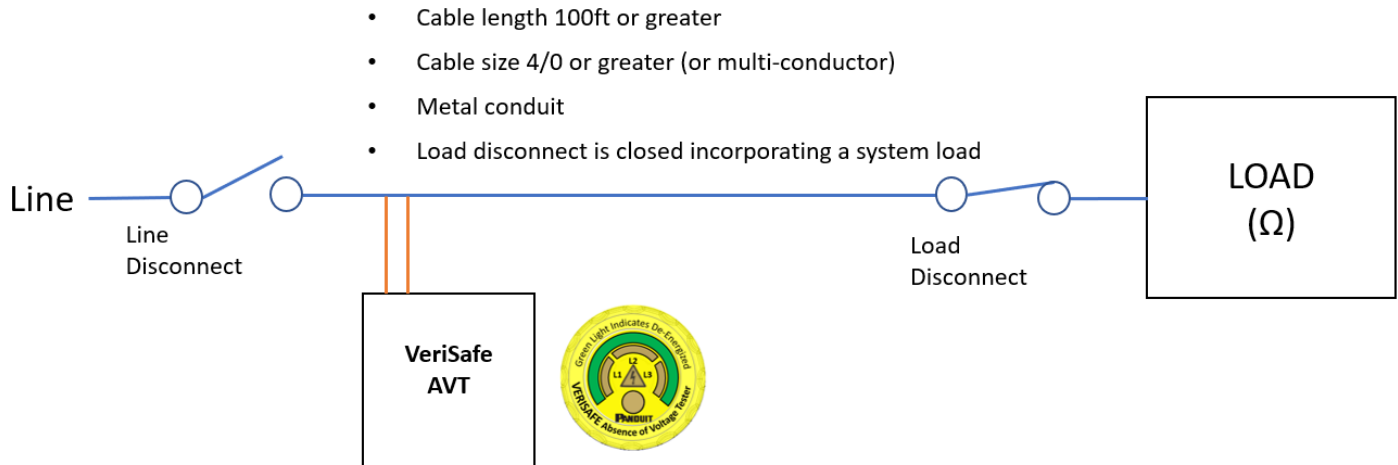 • Cable length 100ft or greater
• Cable size 4/0 or greater (or multi-conductor)
• Metal conduit
• Load disconnect is closed incorporating a system load
Line
Line
Disconnect
Load
Disconnect
LOAD
(Ω)
VeriSafe
AVT
Green Light Indicates De-Energized
L1
L2
L3
PANDUIT
VERISAFE Absence of Voltage Tester